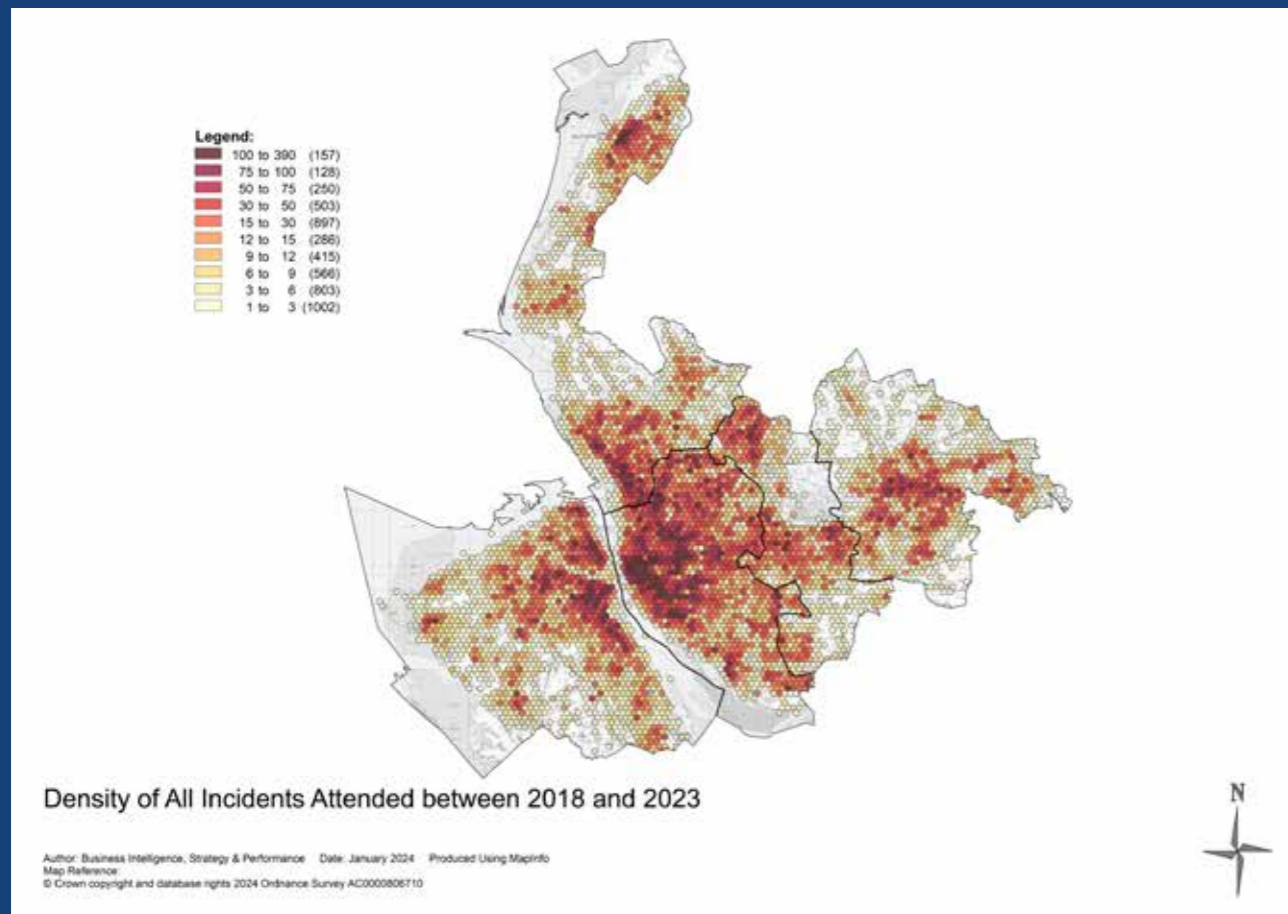 Legend:
100 to 390 (157)
75 to 100 (128)
50 to 75 (250)
30 to 50 (503)
15 to 30 (897)
12 to 15 (286)
9 to 12 (415)
6 to 9 (566)
3 to 6 (803)
1 to 3 (1002)
Density of All Incidents Attended between 2018 and 2023
N
Author: Business Intelligence, Strategy & Performance Date: January 2024 Produced Using MapInfo
Map Reference:
© Crown copyright and database rights 2024 Ordnance Survey AC0000806710